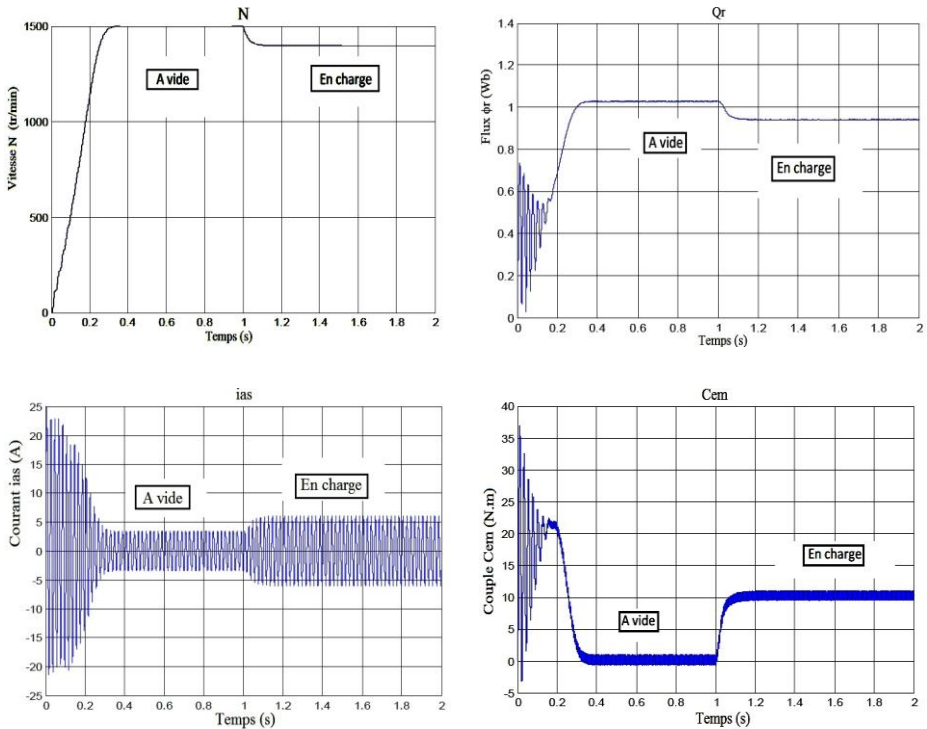 N
1500
1000
500
0
Vitesse N (tr/min)
A vide
En charge
0 0.2 0.4 0.6 0.8 1 1.2 1.4 1.6 1.8 2
Temps (s)
Qr
1.4
1.2
1
0.8
0.6
0.4
0.2
0
Flux ϕr (Wb)
A vide
En charge
0 0.2 0.4 0.6 0.8 1 1.2 1.4 1.6 1.8 2
Temps (s)
ias
25
20
15
10
5
0
-5
-10
-15
-20
-25
Courant ias (A)
A vide
En charge
0 0.2 0.4 0.6 0.8 1 1.2 1.4 1.6 1.8 2
Temps (s)
Cem
40
35
30
25
20
15
10
5
0
-5
Couple Cem (N.m)
A vide
En charge
0 0.2 0.4 0.6 0.8 1 1.2 1.4 1.6 1.8 2
Temps (s)